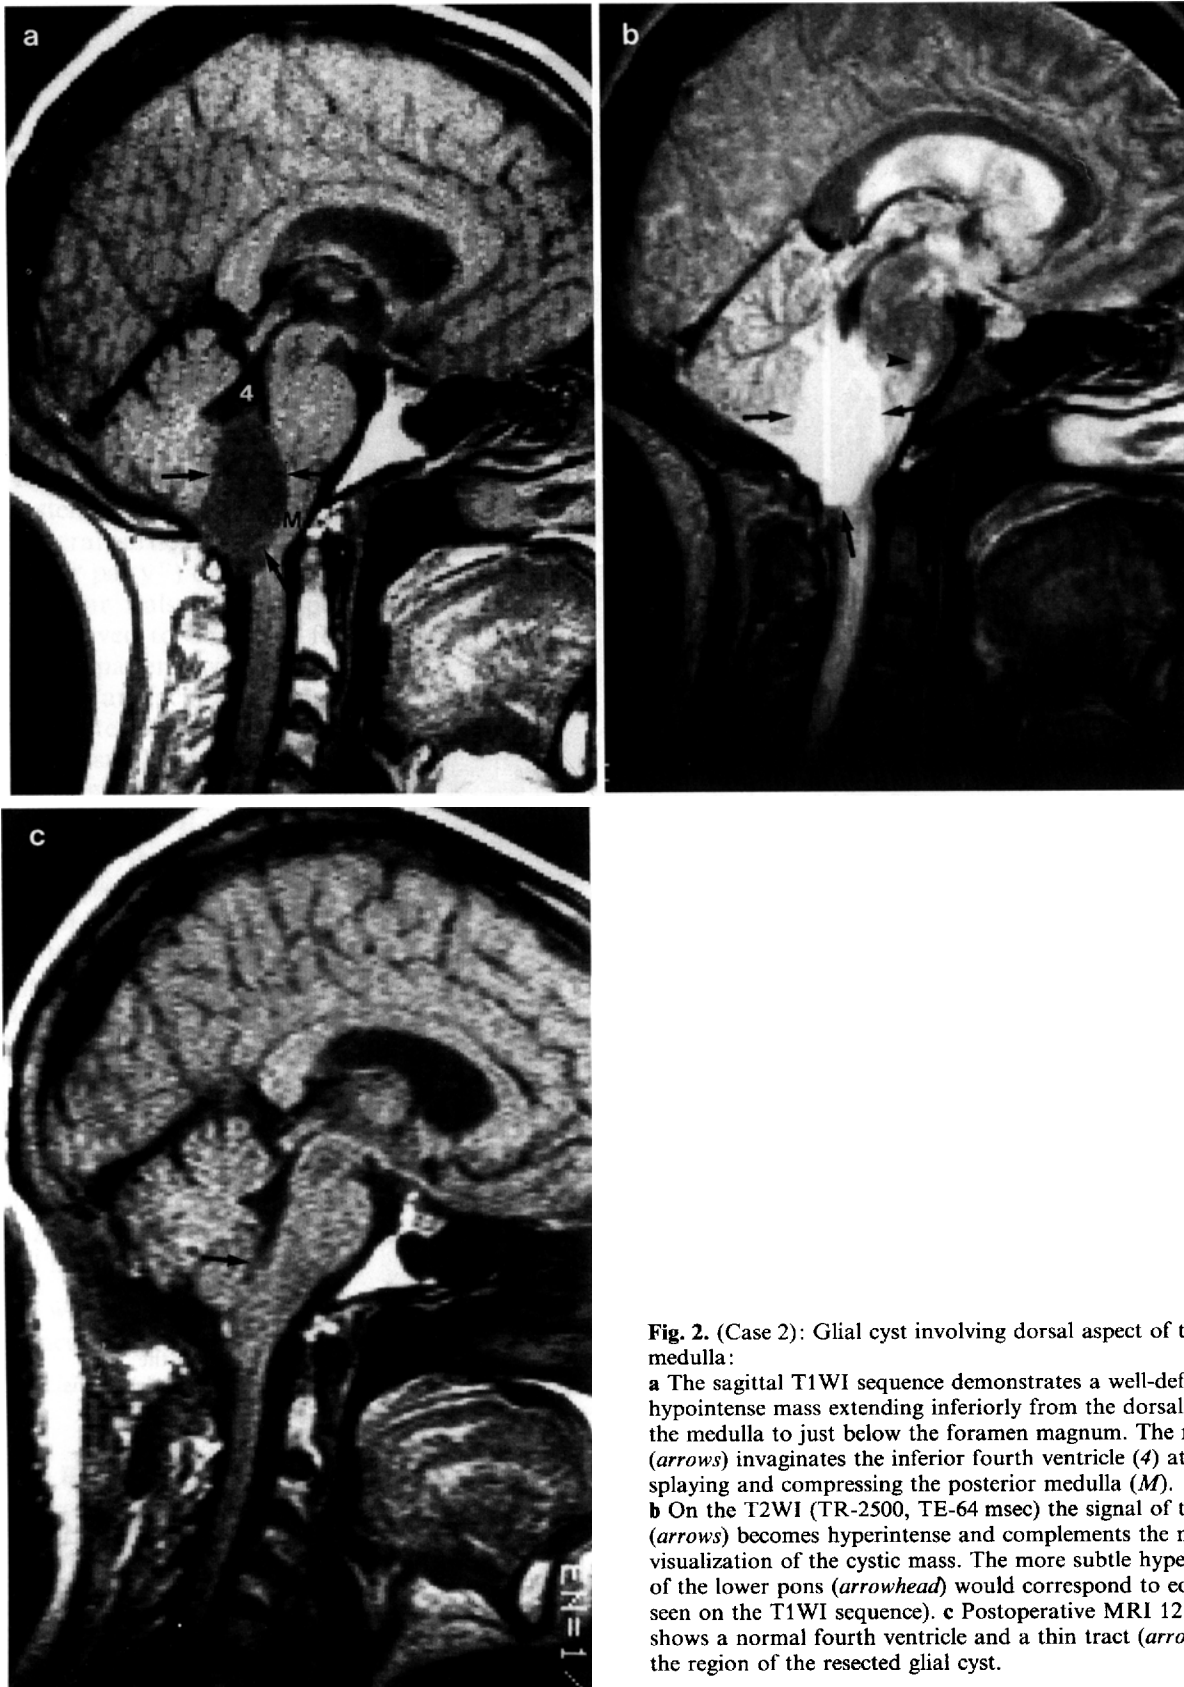 a
b
4
M
c
EN=1
Fig. 2. (Case 2): Glial cyst involving dorsal aspect of t
medulla:
a The sagittal T1WI sequence demonstrates a well-def
hypointense mass extending inferiorly from the dorsal
the medulla to just below the foramen magnum. The
(arrows) invaginates the inferior fourth ventricle (4) at
splaying and compressing the posterior medulla (M).
b On the T2WI (TR-2500, TE-64 msec) the signal of t
(arrows) becomes hyperintense and complements the
visualization of the cystic mass. The more subtle hype
of the lower pons (arrowhead) would correspond to
seen on the T1WI sequence). c Postoperative MRI 12
shows a normal fourth ventricle and a thin tract (arro
the region of the resected glial cyst.